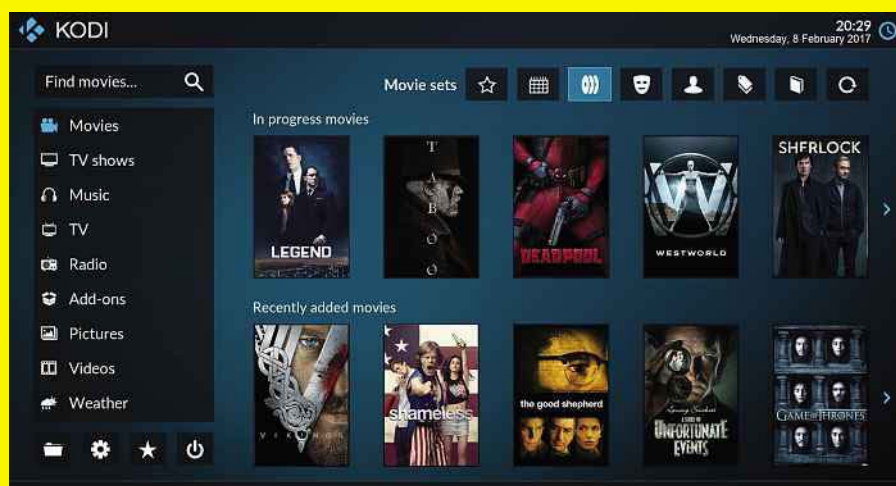 KODI
20:29
Wednesday, 8 February 2017
Find movies...
Movie sets
Movies
TV shows
Music
TV
Radio
Add-ons
Pictures
Videos
Weather
In progress movies
LEGEND
TABOO
DEADPOOL
WESTWORLD
SHERLOCK
Recently added movies
VIKINGS
shameless
the good shepherd
Lemony Snicket's
UNFORTUNATE
EVENTS
GAME OF THRONES